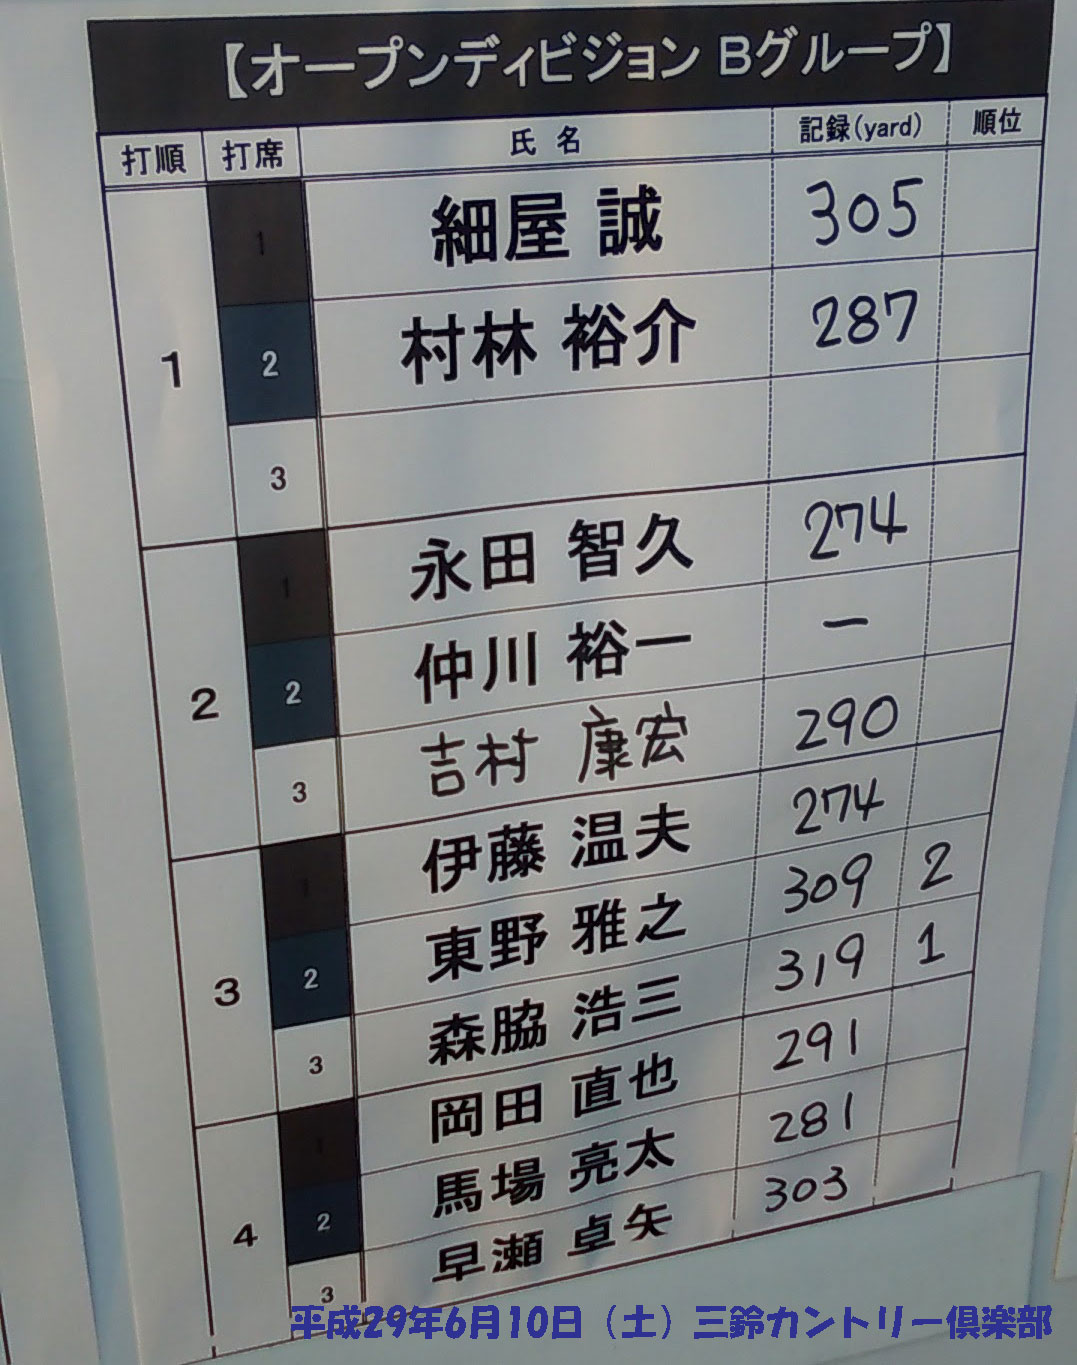 【オープンディビジョン Bグループ】
打順 打席 氏 名 記録(yard) 順位
1 1 細屋 誠 305
2 村林 裕介 287
3
2 1 永田 智久 274
2 仲川 裕一 ー
3 吉村 康宏 290
3 1 伊藤 温夫 274
2 東野 雅之 309 2
3 森脇 浩三 319 1
4 1 岡田 直也 291
2 馬場 亮太 281
3 早瀬 卓矢 303
平成29年6月10日（土）三鈴カントリー倶楽部